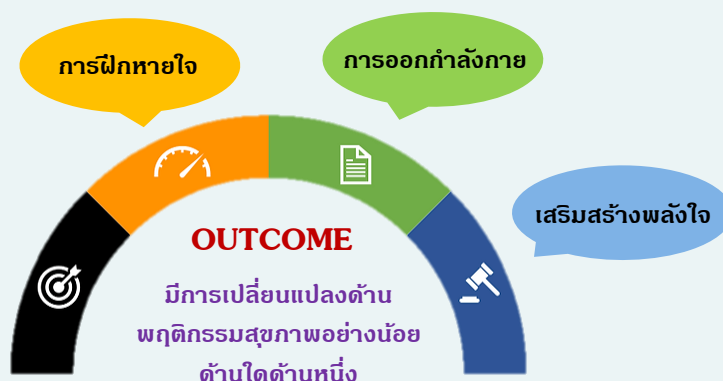 การฝึกหายใจ
การออกกำลังกาย
เสริมสร้างพลังใจ
OUTCOME
มีการเปลี่ยนแปลงด้าน
พฤติกรรมสุขภาพอย่างน้อย
ด้านใดด้านหนึ่ง